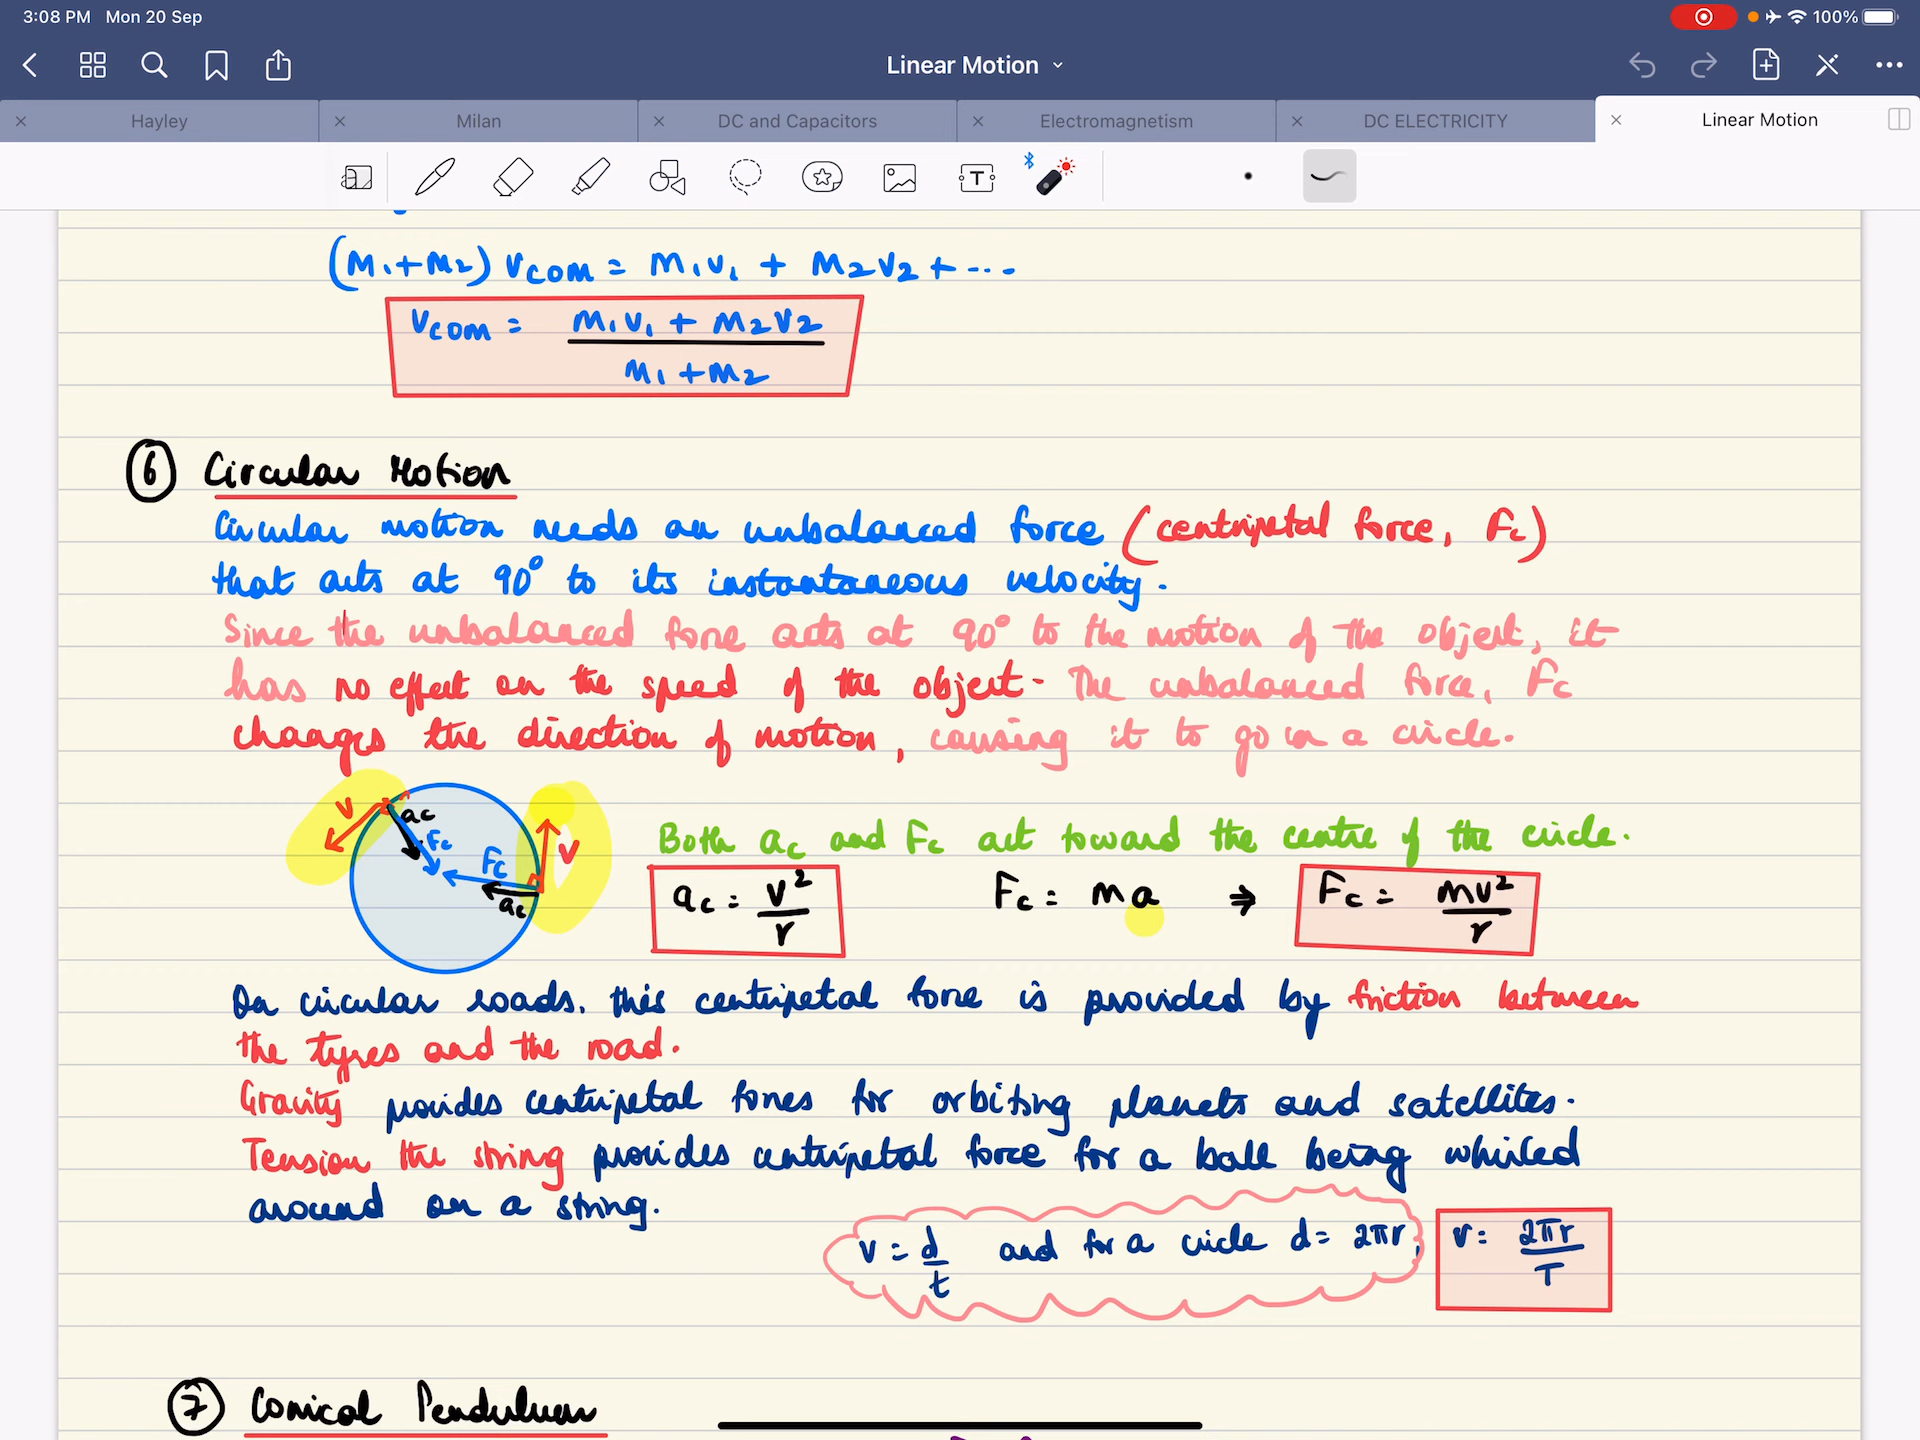 3:08 PM Mon 20 Sep
100%
Linear Motion
Hayley
Milan
DC and Capacitors
Electromagnetism
DC ELECTRICITY
Linear Motion
(M₁+M₂) Vcom = M₁V₁ + M₂V₂ + ...
Vcom = M₁V₁ + M₂V₂ / M₁ + M₂
6 Circular Motion
Circular motion needs an unbalanced force (centripetal force, Fc)
that acts at 90° to its instantaneous velocity.
Since the unbalanced force acts at 90° to the motion of the object, it
has no effect on the speed of the object. The unbalanced force, Fc
changes the direction of motion, causing it to go in a circle.
V
ac
Fc
Fc
V
ac
Both ac and Fc act toward the centre of the circle.
ac = V²/r
Fc = ma ⇒ Fc = mv²/r
On circular roads, this centripetal force is provided by friction between
the tyres and the road.
Gravity provides centripetal forces for orbiting planets and satellites.
Tension the string provides centripetal force for a ball being whirled
around on a string.
V = d/t and for a circle d = 2πr,
V = 2πr/T
7 Conical Pendulum